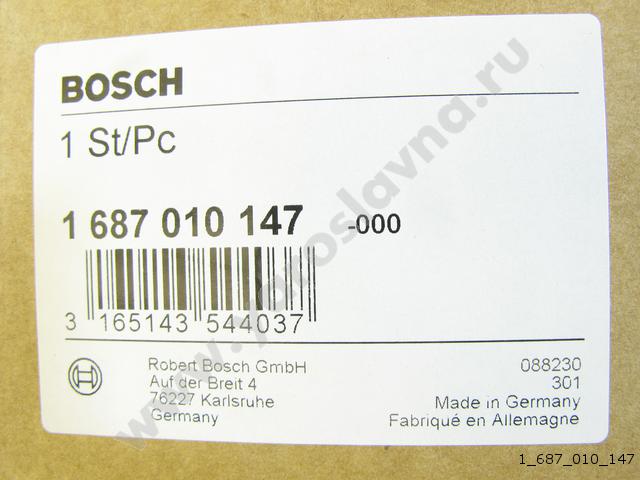 BOSCH
1 St/Pc
1 687 010 147 -000
3 165143 544037
Robert Bosch GmbH
Auf der Breit 4
76227 Karlsruhe
Germany
088230
301
Made in Germany
Fabriqué en Allemagne
www.yaroslavna.ru
1_687_010_147